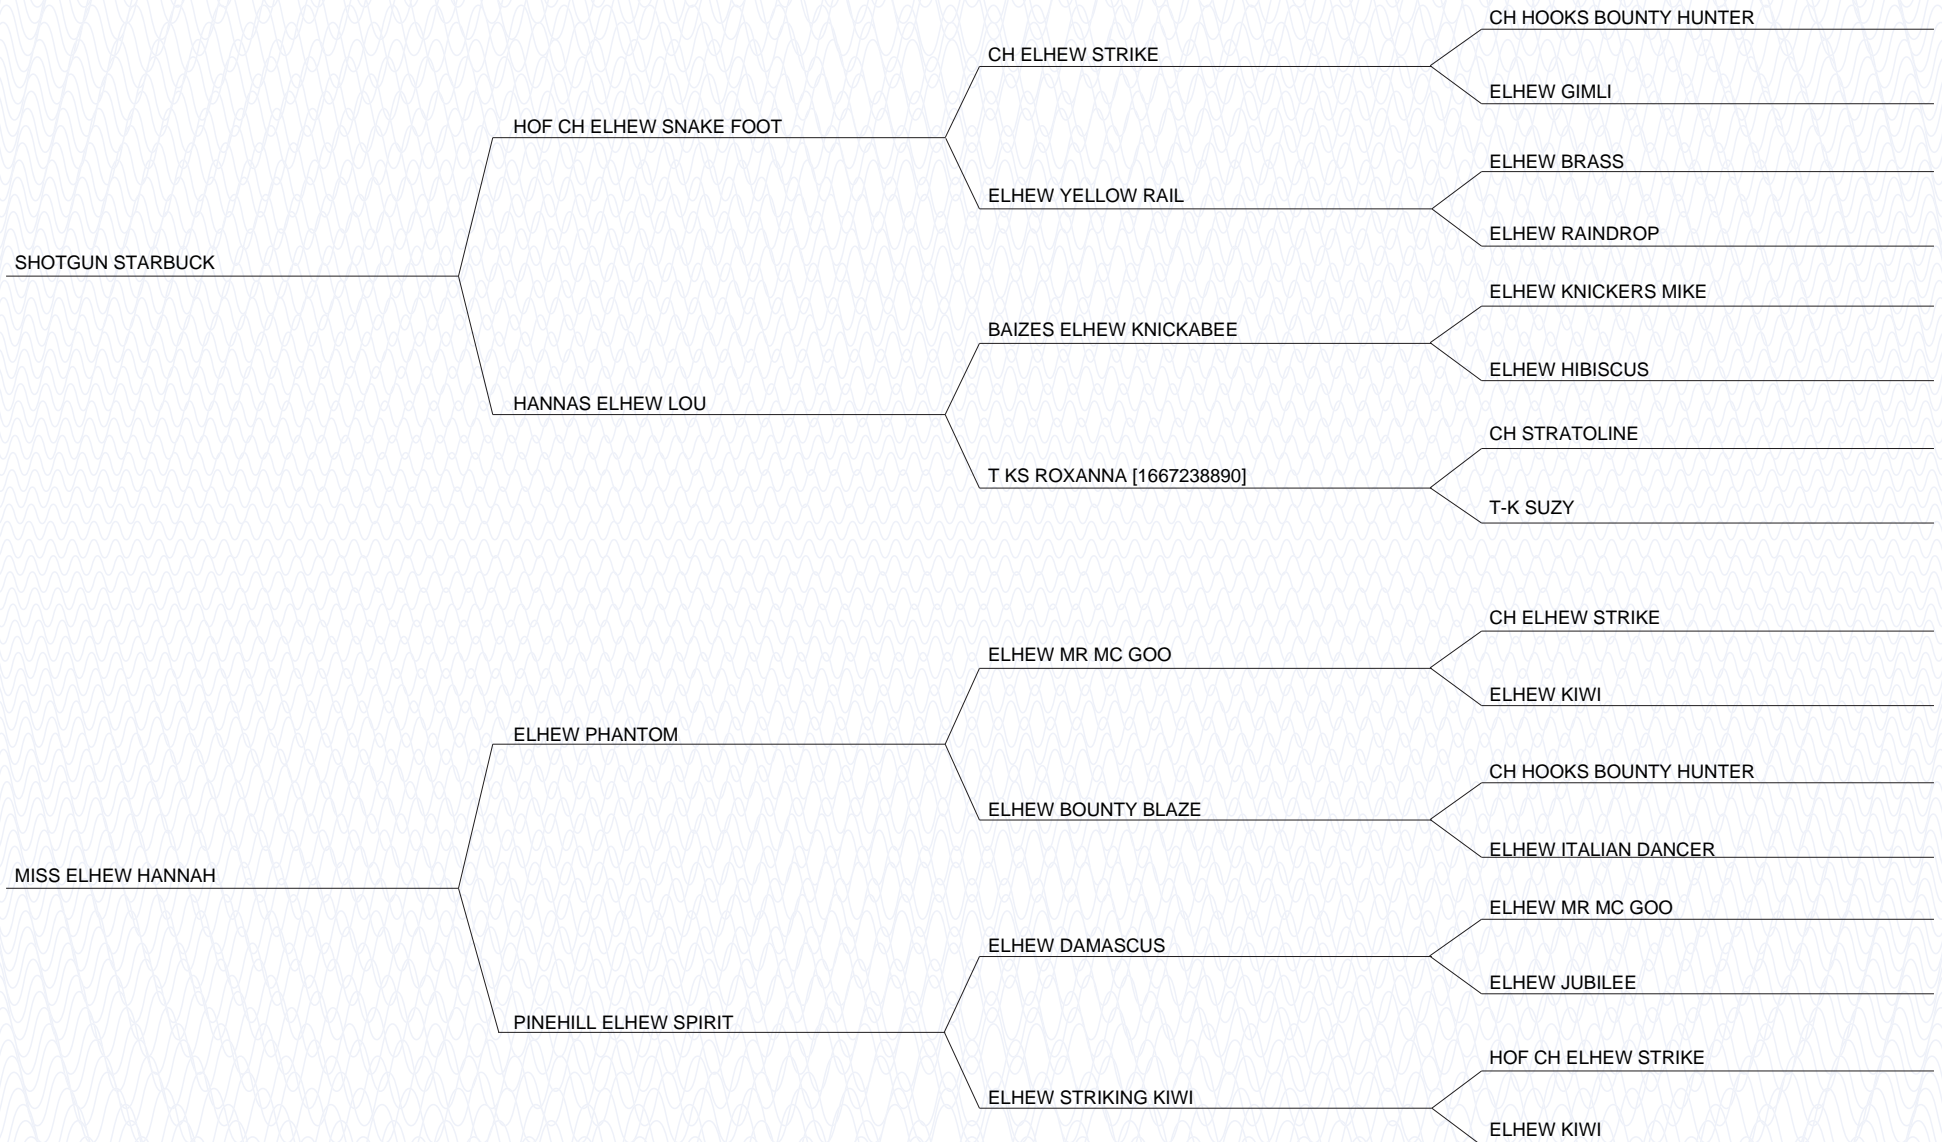 CH HOOKS BOUNTY HUNTER
CH ELHEW STRIKE
ELHEW GIMLI
HOF CH ELHEW SNAKE FOOT
ELHEW BRASS
ELHEW YELLOW RAIL
ELHEW RAINDROP
SHOTGUN STARBUCK
ELHEW KNICKERS MIKE
BAIZES ELHEW KNICKABEE
ELHEW HIBISCUS
HANNAS ELHEW LOU
CH STRATOLINE
T KS ROXANNA [1667238890]
T-K SUZY
CH ELHEW STRIKE
ELHEW MR MC GOO
ELHEW KIWI
ELHEW PHANTOM
CH HOOKS BOUNTY HUNTER
ELHEW BOUNTY BLAZE
ELHEW ITALIAN DANCER
MISS ELHEW HANNAH
ELHEW MR MC GOO
ELHEW DAMASCUS
ELHEW JUBILEE
PINEHILL ELHEW SPIRIT
HOF CH ELHEW STRIKE
ELHEW STRIKING KIWI
ELHEW KIWI